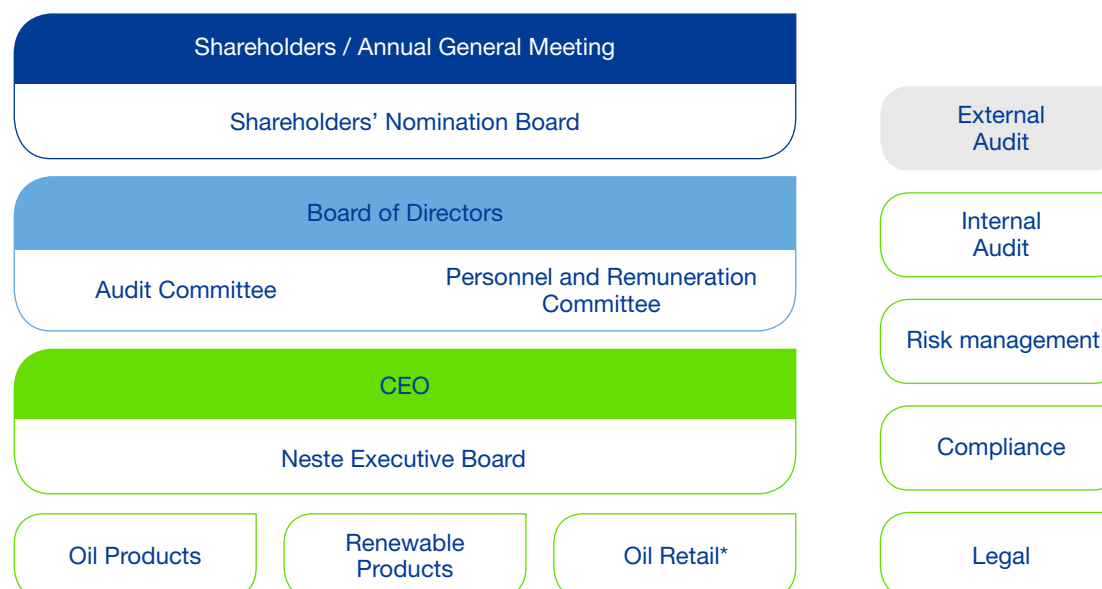 Shareholders / Annual General Meeting
Shareholders’ Nomination Board
Board of Directors
Audit Committee
Personnel and Remuneration
Committee
CEO
Neste Executive Board
Oil Products
Renewable
Products
Oil Retail*
External
Audit
Internal
Audit
Risk management
Compliance
Legal